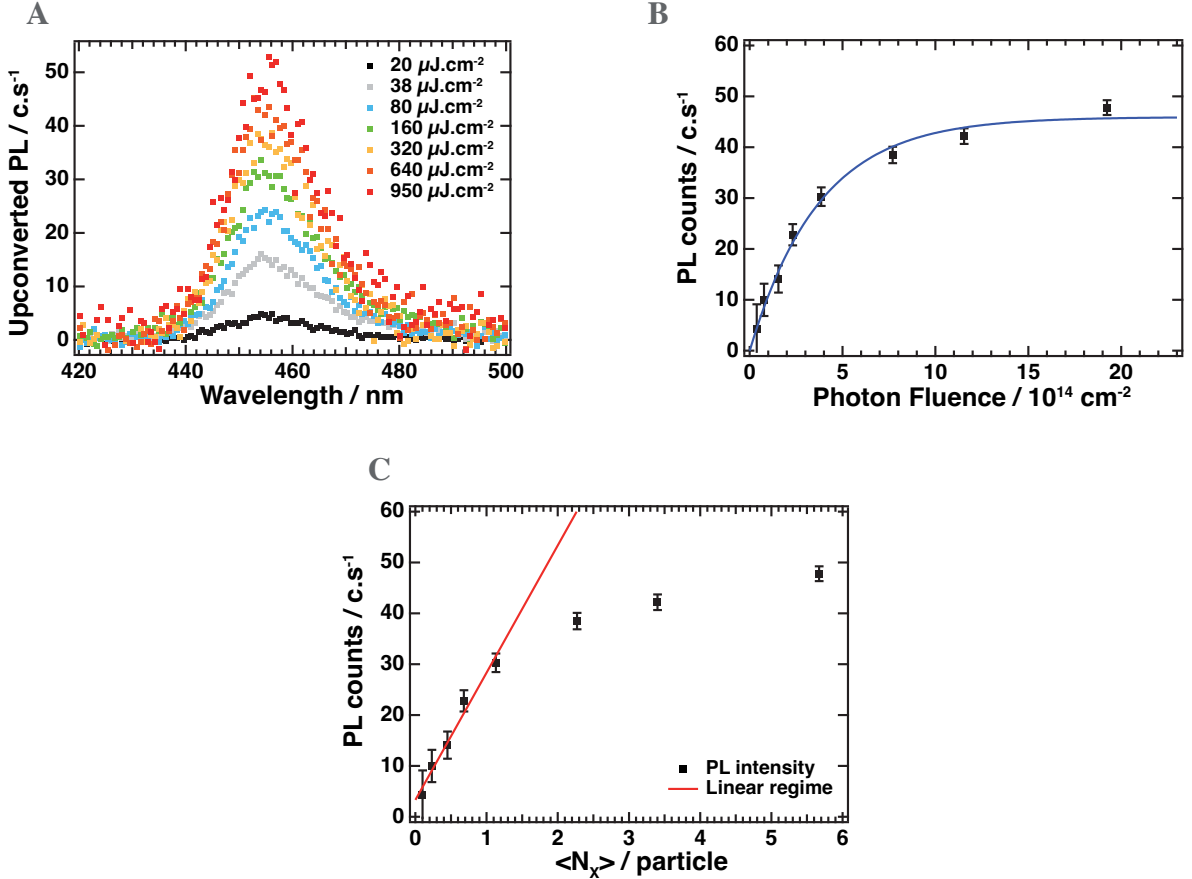 A
Upconverted PL / c.s⁻¹
50
40
30
20
10
0
420
440
460
480
500
Wavelength / nm
20 µJ.cm⁻²
38 µJ.cm⁻²
80 µJ.cm⁻²
160 µJ.cm⁻²
320 µJ.cm⁻²
640 µJ.cm⁻²
950 µJ.cm⁻²
B
PL counts / c.s⁻¹
60
50
40
30
20
10
0
0
5
10
15
20
Photon Fluence / 10¹⁴ cm⁻²
C
PL counts / c.s⁻¹
60
50
40
30
20
10
0
0
1
2
3
4
5
6
<Nₓ> / particle
PL intensity
Linear regime